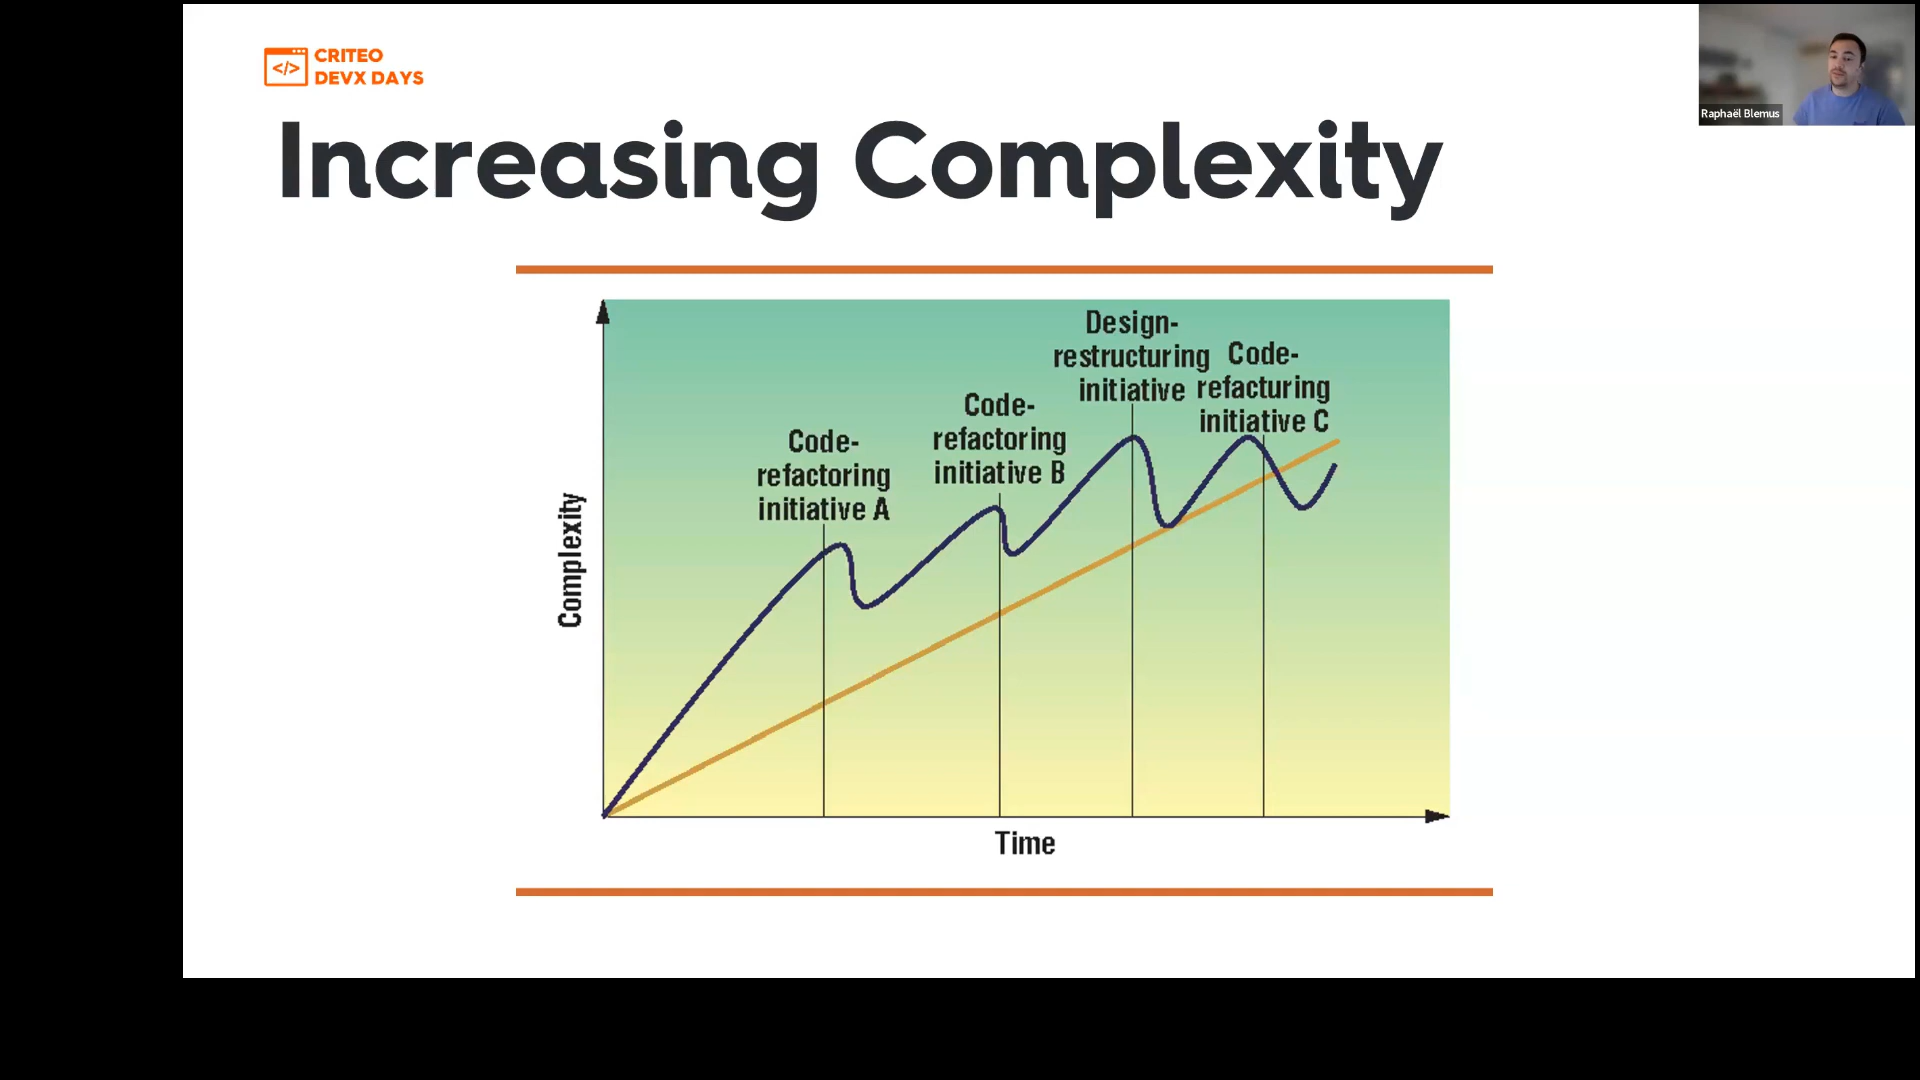 CRITEO
DEVX DAYS
</>
Raphaël Blemus
Increasing Complexity
Design-
restructuring
initiative
Code-
refacturing
initiative C
Code-
refactoring
initiative B
Code-
refactoring
initiative A
Complexity
Time